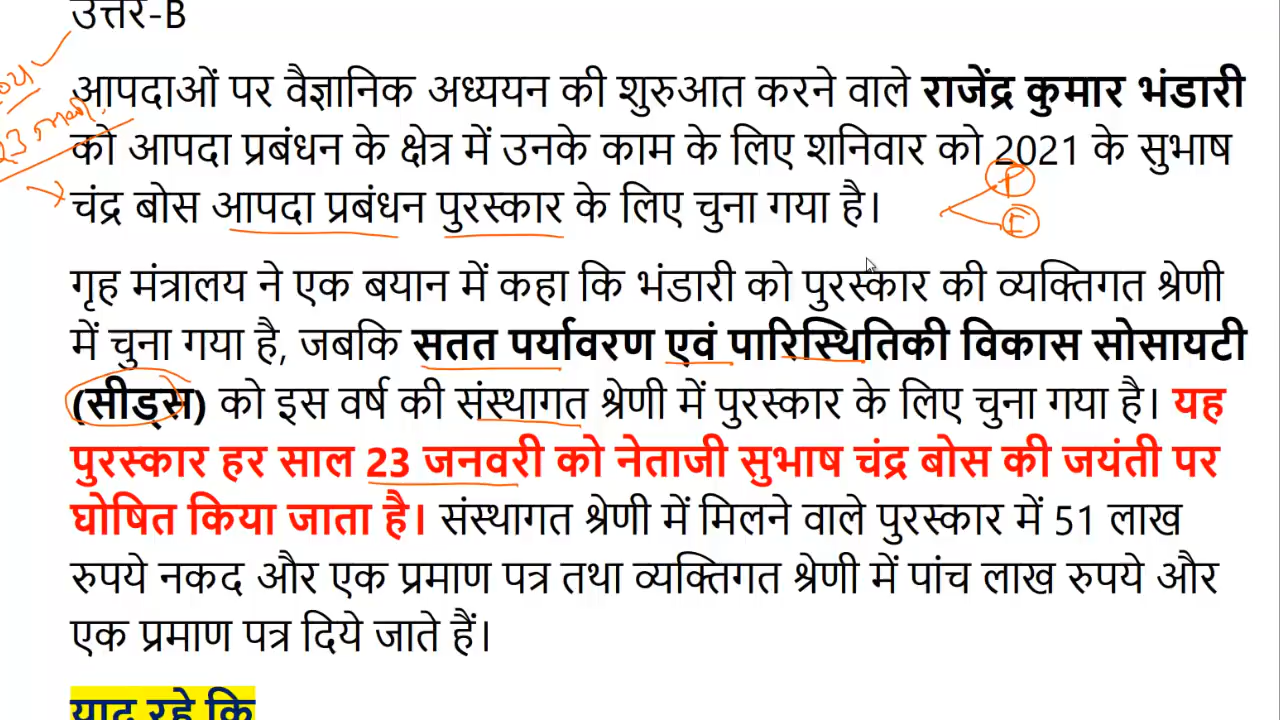 उत्तर-B
आपदाओं पर वैज्ञानिक अध्ययन की शुरुआत करने वाले राजेंद्र कुमार भंडारी
को आपदा प्रबंधन के क्षेत्र में उनके काम के लिए शनिवार को 2021 के सुभाष
चंद्र बोस आपदा प्रबंधन पुरस्कार के लिए चुना गया है।
P
I
गृह मंत्रालय ने एक बयान में कहा कि भंडारी को पुरस्कार की व्यक्तिगत श्रेणी
में चुना गया है, जबकि सतत पर्यावरण एवं पारिस्थितिकी विकास सोसायटी
(सीड्स) को इस वर्ष की संस्थागत श्रेणी में पुरस्कार के लिए चुना गया है। यह
पुरस्कार हर साल 23 जनवरी को नेताजी सुभाष चंद्र बोस की जयंती पर
घोषित किया जाता है। संस्थागत श्रेणी में मिलने वाले पुरस्कार में 51 लाख
रुपये नकद और एक प्रमाण पत्र तथा व्यक्तिगत श्रेणी में पांच लाख रुपये और
एक प्रमाण पत्र दिये जाते हैं।
याद रहे कि